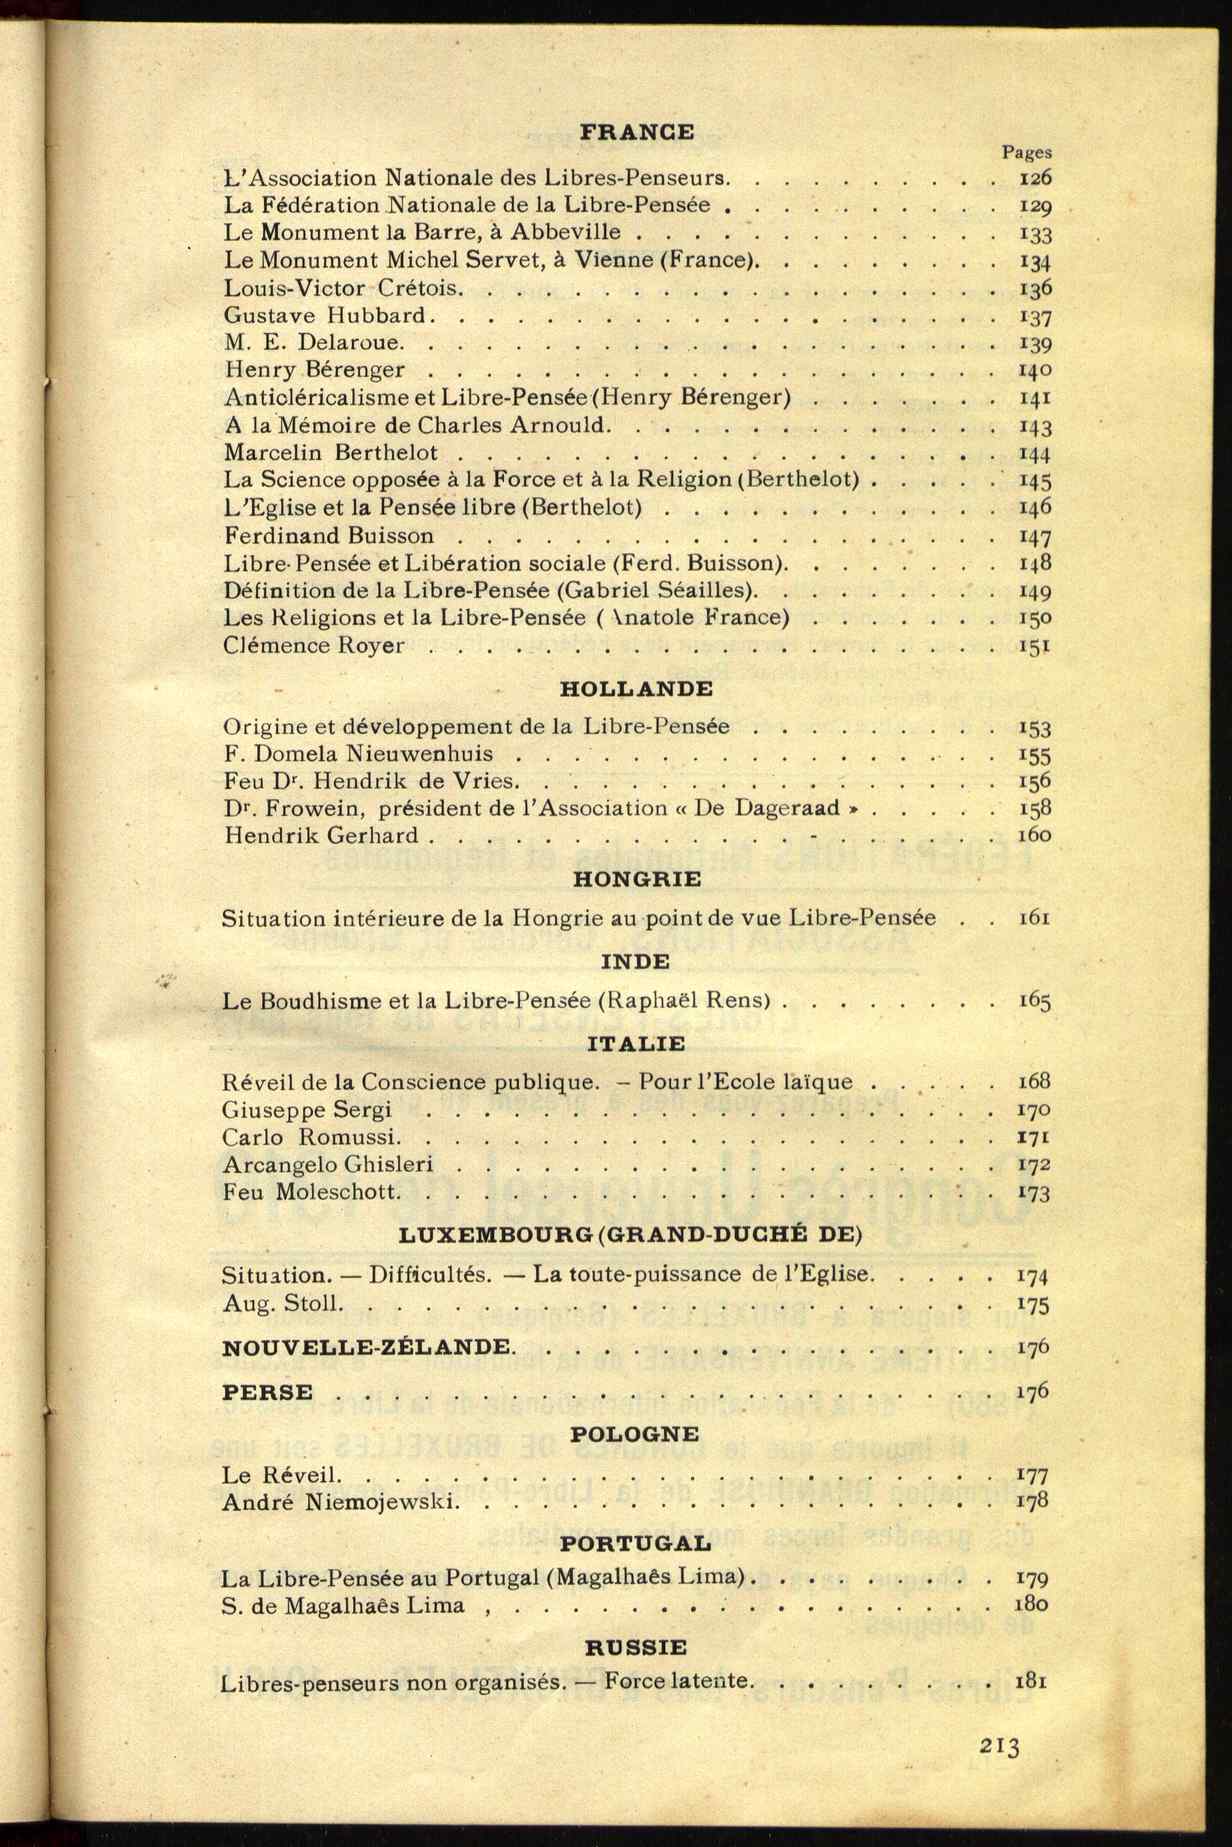 FRANCE
Pages
L'Association Nationale des Libres-Penseurs. . . . . . . . . . 126
La Fédération Nationale de la Libre-Pensée . . . . . . . . . . 129
Le Monument la Barre, à Abbeville . . . . . . . . . . . . . 133
Le Monument Michel Servet, à Vienne (France). . . . . . . . . 134
Louis-Victor Crétois. . . . . . . . . . . . . . . . . . . 136
Gustave Hubbard. . . . . . . . . . . . . . . . . . . . 137
M. E. Delaroue. . . . . . . . . . . . . . . . . . . . . 139
Henry Bérenger . . . . . . . . . . . . . . . . . . . . 140
Anticléricalisme et Libre-Pensée (Henry Bérenger) . . . . . . . 141
A la Mémoire de Charles Arnould. . . . . . . . . . . . . . 143
Marcelin Berthelot . . . . . . . . . . . . . . . . . . . 144
La Science opposée à la Force et à la Religion (Berthelot) . . . . . 145
L'Eglise et la Pensée libre (Berthelot) . . . . . . . . . . . . 146
Ferdinand Buisson . . . . . . . . . . . . . . . . . . . 147
Libre-Pensée et Libération sociale (Ferd. Buisson). . . . . . . . 148
Définition de la Libre-Pensée (Gabriel Séailles). . . . . . . . . 149
Les Religions et la Libre-Pensée (Anatole France) . . . . . . . 150
Clémence Royer . . . . . . . . . . . . . . . . . . . . 151
HOLLANDE
Origine et développement de la Libre-Pensée . . . . . . . . . 153
F. Domela Nieuwenhuis . . . . . . . . . . . . . . . . . 155
Feu Dr. Hendrik de Vries. . . . . . . . . . . . . . . . . 156
Dr. Frowein, président de l'Association « De Dageraad » . . . . . 158
Hendrik Gerhard . . . . . . . . . . . . . . . . . . . . 160
HONGRIE
Situation intérieure de la Hongrie au point de vue Libre-Pensée . . 161
INDE
Le Boudhisme et la Libre-Pensée (Raphaël Rens) . . . . . . . . 165
ITALIE
Réveil de la Conscience publique. – Pour l'Ecole laïque . . . . . 168
Giuseppe Sergi . . . . . . . . . . . . . . . . . . . . 170
Carlo Romussi. . . . . . . . . . . . . . . . . . . . . 171
Arcangelo Ghisleri . . . . . . . . . . . . . . . . . . . 172
Feu Moleschott. . . . . . . . . . . . . . . . . . . . . 173
LUXEMBOURG (GRAND-DUCHÉ DE)
Situation. — Difficultés. — La toute-puissance de l'Eglise. . . . . 174
Aug. Stoll. . . . . . . . . . . . . . . . . . . . . . . 175
NOUVELLE-ZÉLANDE. . . . . . . . . . . . . . . . . 176
PERSE . . . . . . . . . . . . . . . . . . . . . . . 176
POLOGNE
Le Réveil. . . . . . . . . . . . . . . . . . . . . . . 177
André Niemojewski. . . . . . . . . . . . . . . . . . . 178
PORTUGAL
La Libre-Pensée au Portugal (Magalhaês Lima). . . . . . . . . 179
S. de Magalhaês Lima , . . . . . . . . . . . . . . . . . 180
RUSSIE
Libres-penseurs non organisés. — Force latente. . . . . . . . . 181
213